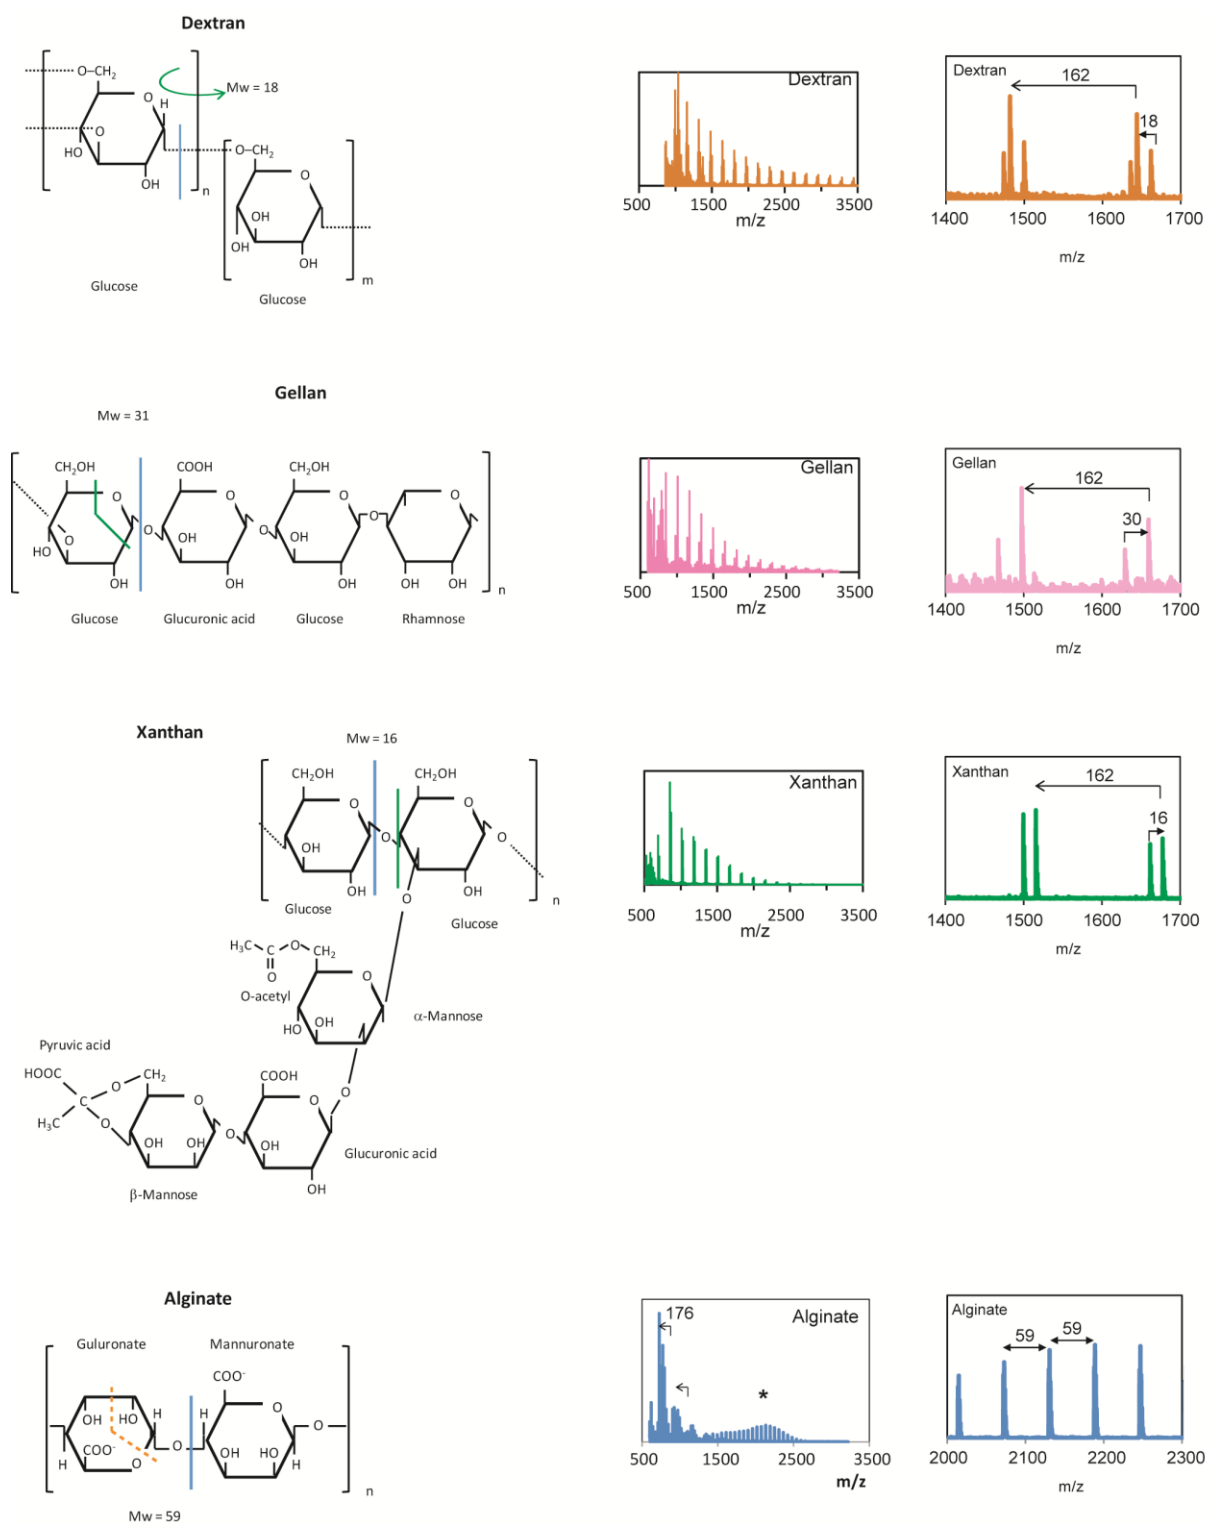 Dextran
O–CH₂
Mw = 18
O
H
O
HO
OH
n
O–CH₂
O
OH
OH
OH
m
Glucose
Glucose
Dextran
500 1500 2500 3500
m/z
Dextran
162
18
1400 1500 1600 1700
m/z
Gellan
Mw = 31
CH₂OH
COOH
CH₂OH
O
O
O
O
O
O
O
O
HO
OH
OH
OH
OH
OH
OH
OH
n
Glucose
Glucuronic acid
Glucose
Rhamnose
Gellan
500 1500 2500 3500
m/z
Gellan
162
30
1400 1500 1600 1700
m/z
Xanthan
Mw = 16
CH₂OH
CH₂OH
O
O
O
O
OH
OH
OH
n
Glucose
Glucose
O
H₃C
C
O
CH₂
O
O-acetyl
O
HO
OH
α-Mannose
Pyruvic acid
HOOC
CH₂
O
C
H₃C
O
O
OH
OH
COOH
O
O
O
OH
OH
Glucuronic acid
β-Mannose
Xanthan
500 1500 2500 3500
m/z
Xanthan
162
16
1400 1500 1600 1700
m/z
Alginate
Guluronate
Mannuronate
COO⁻
OH
HO
H
H
O
O
COO⁻
H
O
O
OH
HO
H
n
Mw = 59
Alginate
176
*
500 1500 2500 3500
m/z
Alginate
59
59
2000 2100 2200 2300
m/z